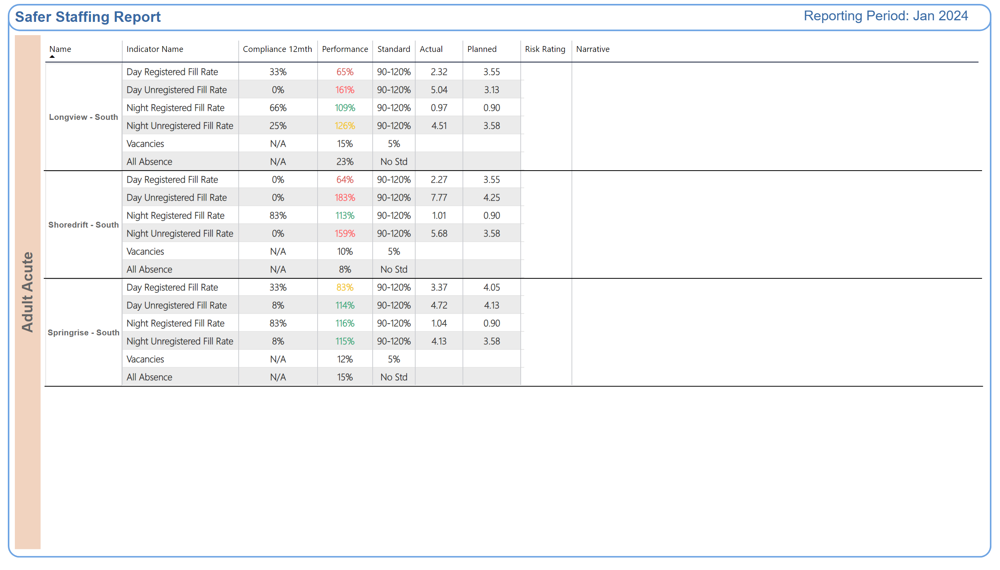 Safer Staffing Report
Reporting Period: Jan 2024
Adult Acute
Name Indicator Name Compliance 12mth Performance Standard Actual Planned Risk Rating Narrative
Longview - South
Day Registered Fill Rate 33% 65% 90-120% 2.32 3.55
Day Unregistered Fill Rate 0% 161% 90-120% 5.04 3.13
Night Registered Fill Rate 66% 109% 90-120% 0.97 0.90
Night Unregistered Fill Rate 25% 126% 90-120% 4.51 3.58
Vacancies N/A 15% 5%
All Absence N/A 23% No Std
Shoredrift - South
Day Registered Fill Rate 0% 64% 90-120% 2.27 3.55
Day Unregistered Fill Rate 0% 183% 90-120% 7.77 4.25
Night Registered Fill Rate 83% 113% 90-120% 1.01 0.90
Night Unregistered Fill Rate 0% 159% 90-120% 5.68 3.58
Vacancies N/A 10% 5%
All Absence N/A 8% No Std
Springrise - South
Day Registered Fill Rate 33% 83% 90-120% 3.37 4.05
Day Unregistered Fill Rate 8% 114% 90-120% 4.72 4.13
Night Registered Fill Rate 83% 116% 90-120% 1.04 0.90
Night Unregistered Fill Rate 8% 115% 90-120% 4.13 3.58
Vacancies N/A 12% 5%
All Absence N/A 15% No Std